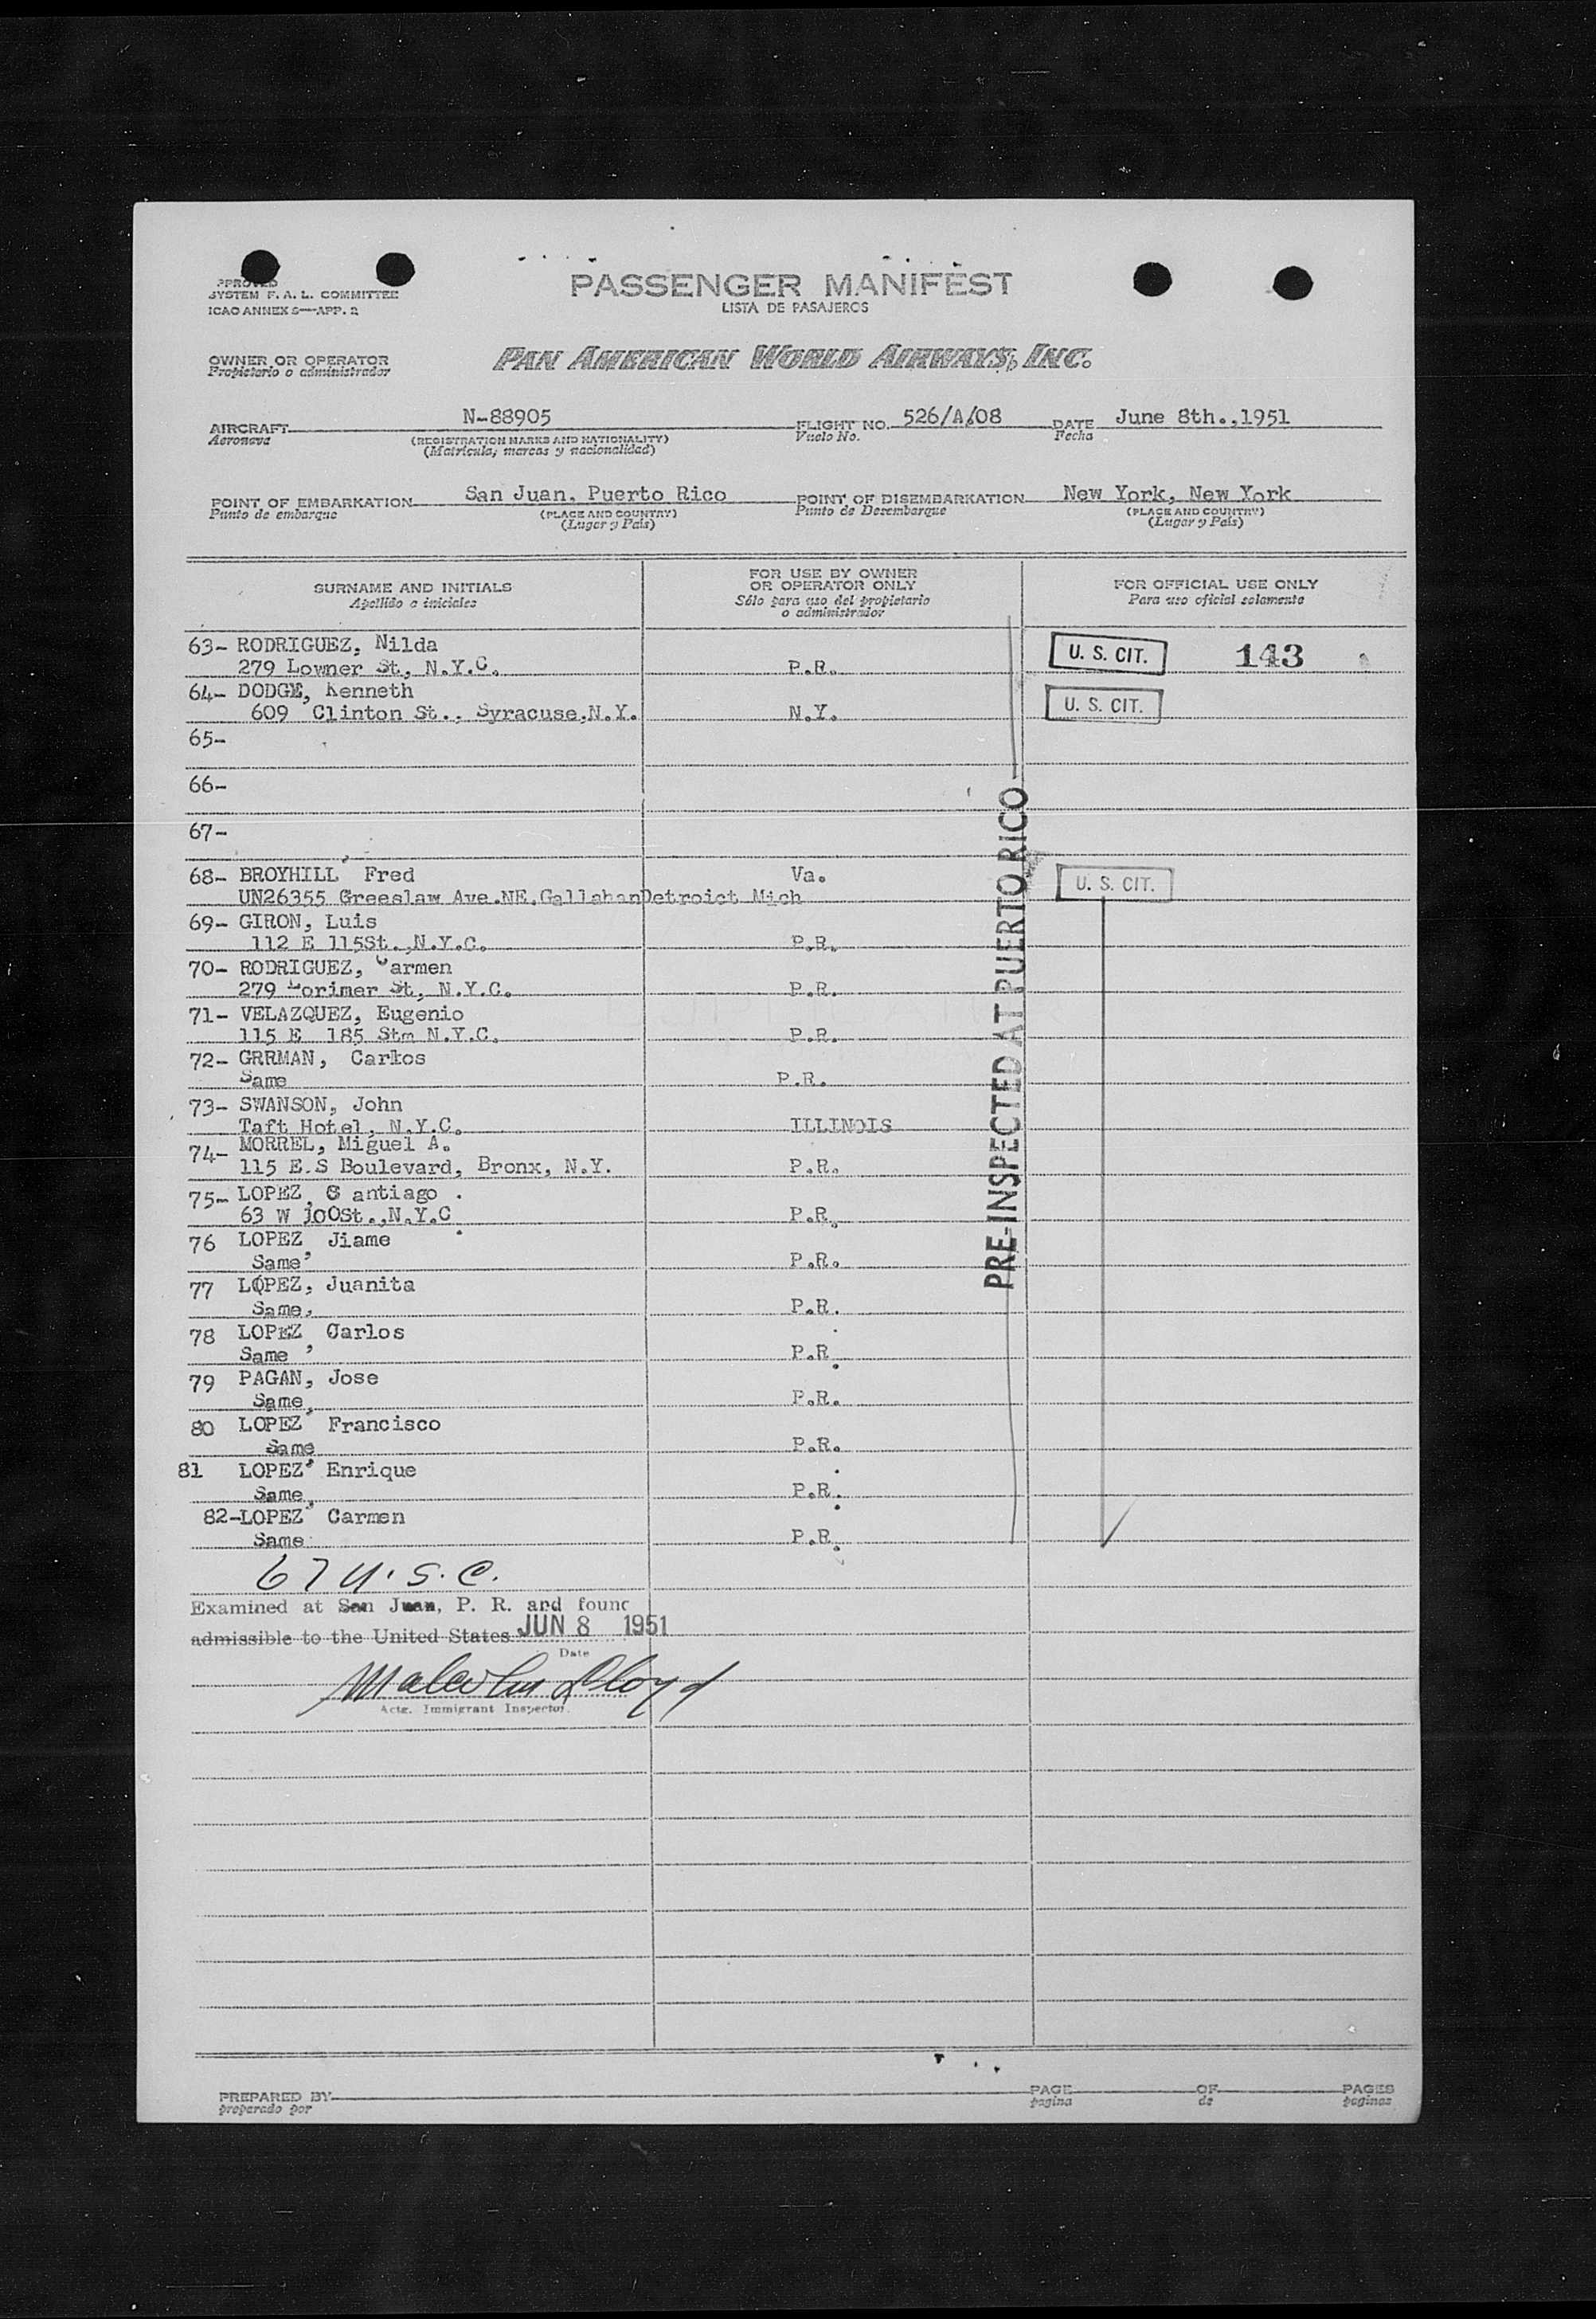 APPROVED
SYSTEM F. A. L. COMMITTEE
ICAO ANNEX 9—APP. 2
PASSENGER MANIFEST
LISTA DE PASAJEROS
OWNER OR OPERATOR
Propietario o administrador
PAN AMERICAN WORLD AIRWAYS, INC.
AIRCRAFT N-88905 FLIGHT NO. 526/A/08 DATE June 8th.,1951
Aeronave (REGISTRATION MARKS AND NATIONALITY) Vuelo No. Fecha
(Matricula, marcas y nacionalidad)
POINT OF EMBARKATION San Juan, Puerto Rico POINT OF DISEMBARKATION New York, New York
Punto de embarque (PLACE AND COUNTRY) Punto de Desembarque (PLACE AND COUNTRY)
(Lugar y País) (Lugar y País)
SURNAME AND INITIALS
Apellido e iniciales
FOR USE BY OWNER
OR OPERATOR ONLY
Sólo para uso del propietario
o administrador
FOR OFFICIAL USE ONLY
Para uso oficial solamente
63- RODRIGUEZ, Nilda U. S. CIT. 143
279 Lowner St, N.Y.C. P.R.
64- DODGE, Kenneth U. S. CIT.
609 Clinton St., Syracuse,N.Y. N.Y.
65-
66-
67-
68- BROYHILL, Fred Va. U. S. CIT.
UN26355 Greeslaw Ave.NE.GallahanDetroict Mich
69- GIRON, Luis
112 E 115St.,N.Y.C. P.R.
70- RODRIGUEZ, Carmen
279 Lorimer St, N.Y.C. P.R.
71- VELAZQUEZ, Eugenio
115 E 185 Stm N.Y.C. P.R.
72- GRRMAN, Carlos
Same P.R.
73- SWANSON, John
Taft Hotel, N.Y.C. ILLINOIS
74- MORREL, Miguel A.
115 E.S Boulevard, Bronx, N.Y. P.R.
75- LOPEZ, S antiago .
63 W 100St.,N.Y.C. P.R.
76 LOPEZ, Jiame
Same P.R.
77 LOPEZ, Juanita
Same, P.R.
78 LOPEZ, Carlos
Same P.R.
79 PAGAN, Jose
Same P.R.
80 LOPEZ, Francisco
Same P.R.
81 LOPEZ, Enrique
Same P.R.
82-LOPEZ, Carmen
Same P.R.
PRE-INSPECTED AT PUERTO RICO
67 U.S.C.
Examined at San Juan, P. R. and found
admissible to the United States JUN 8 1951
Date
Malcolm Lloyd
Actg. Immigrant Inspector.
PREPARED BY PAGE OF PAGES
preparado por pagina de paginas